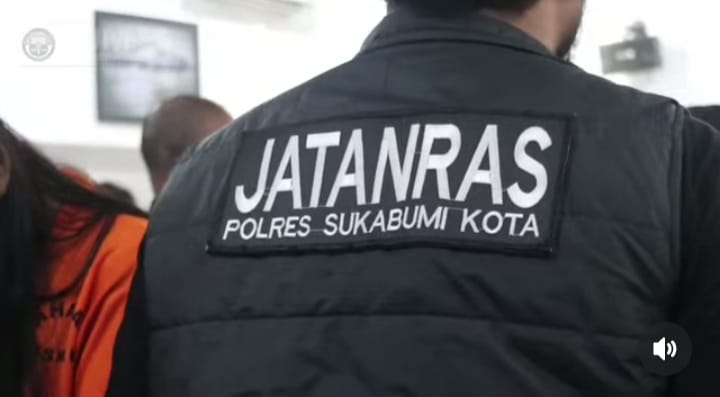 JATANRAS
POLRES SUKABUMI KOTA